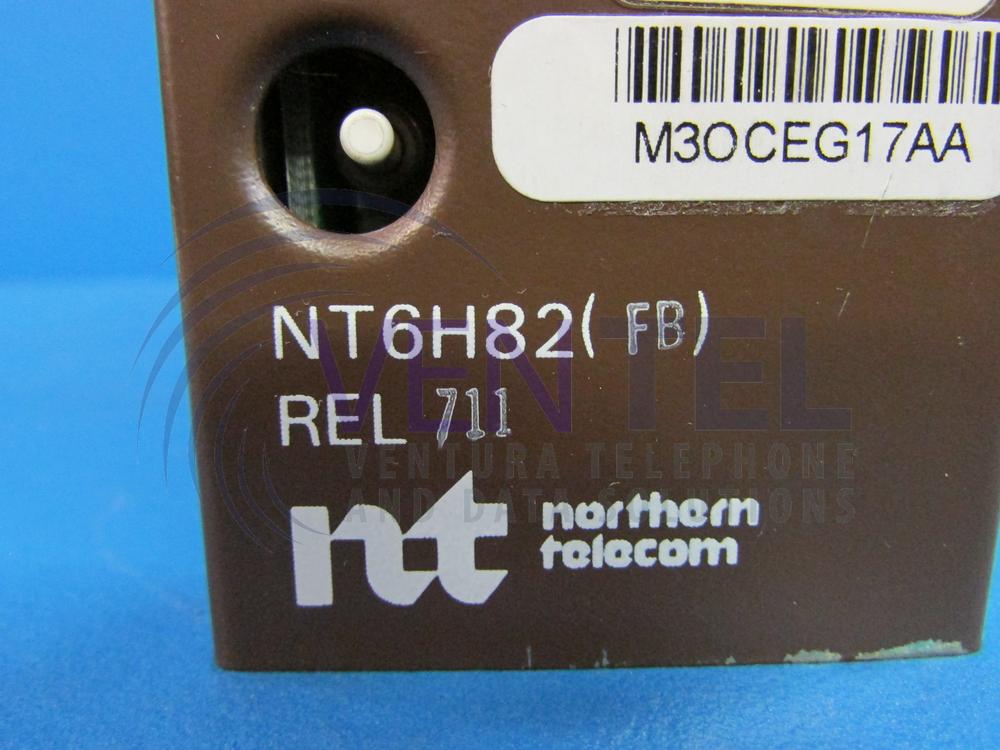 M3OCEG17AA
NT6H82( FB )
REL 711
nt northern
telecom
VENTEL
VENTURA TELEPHONE
AND DATA SOLUTIONS